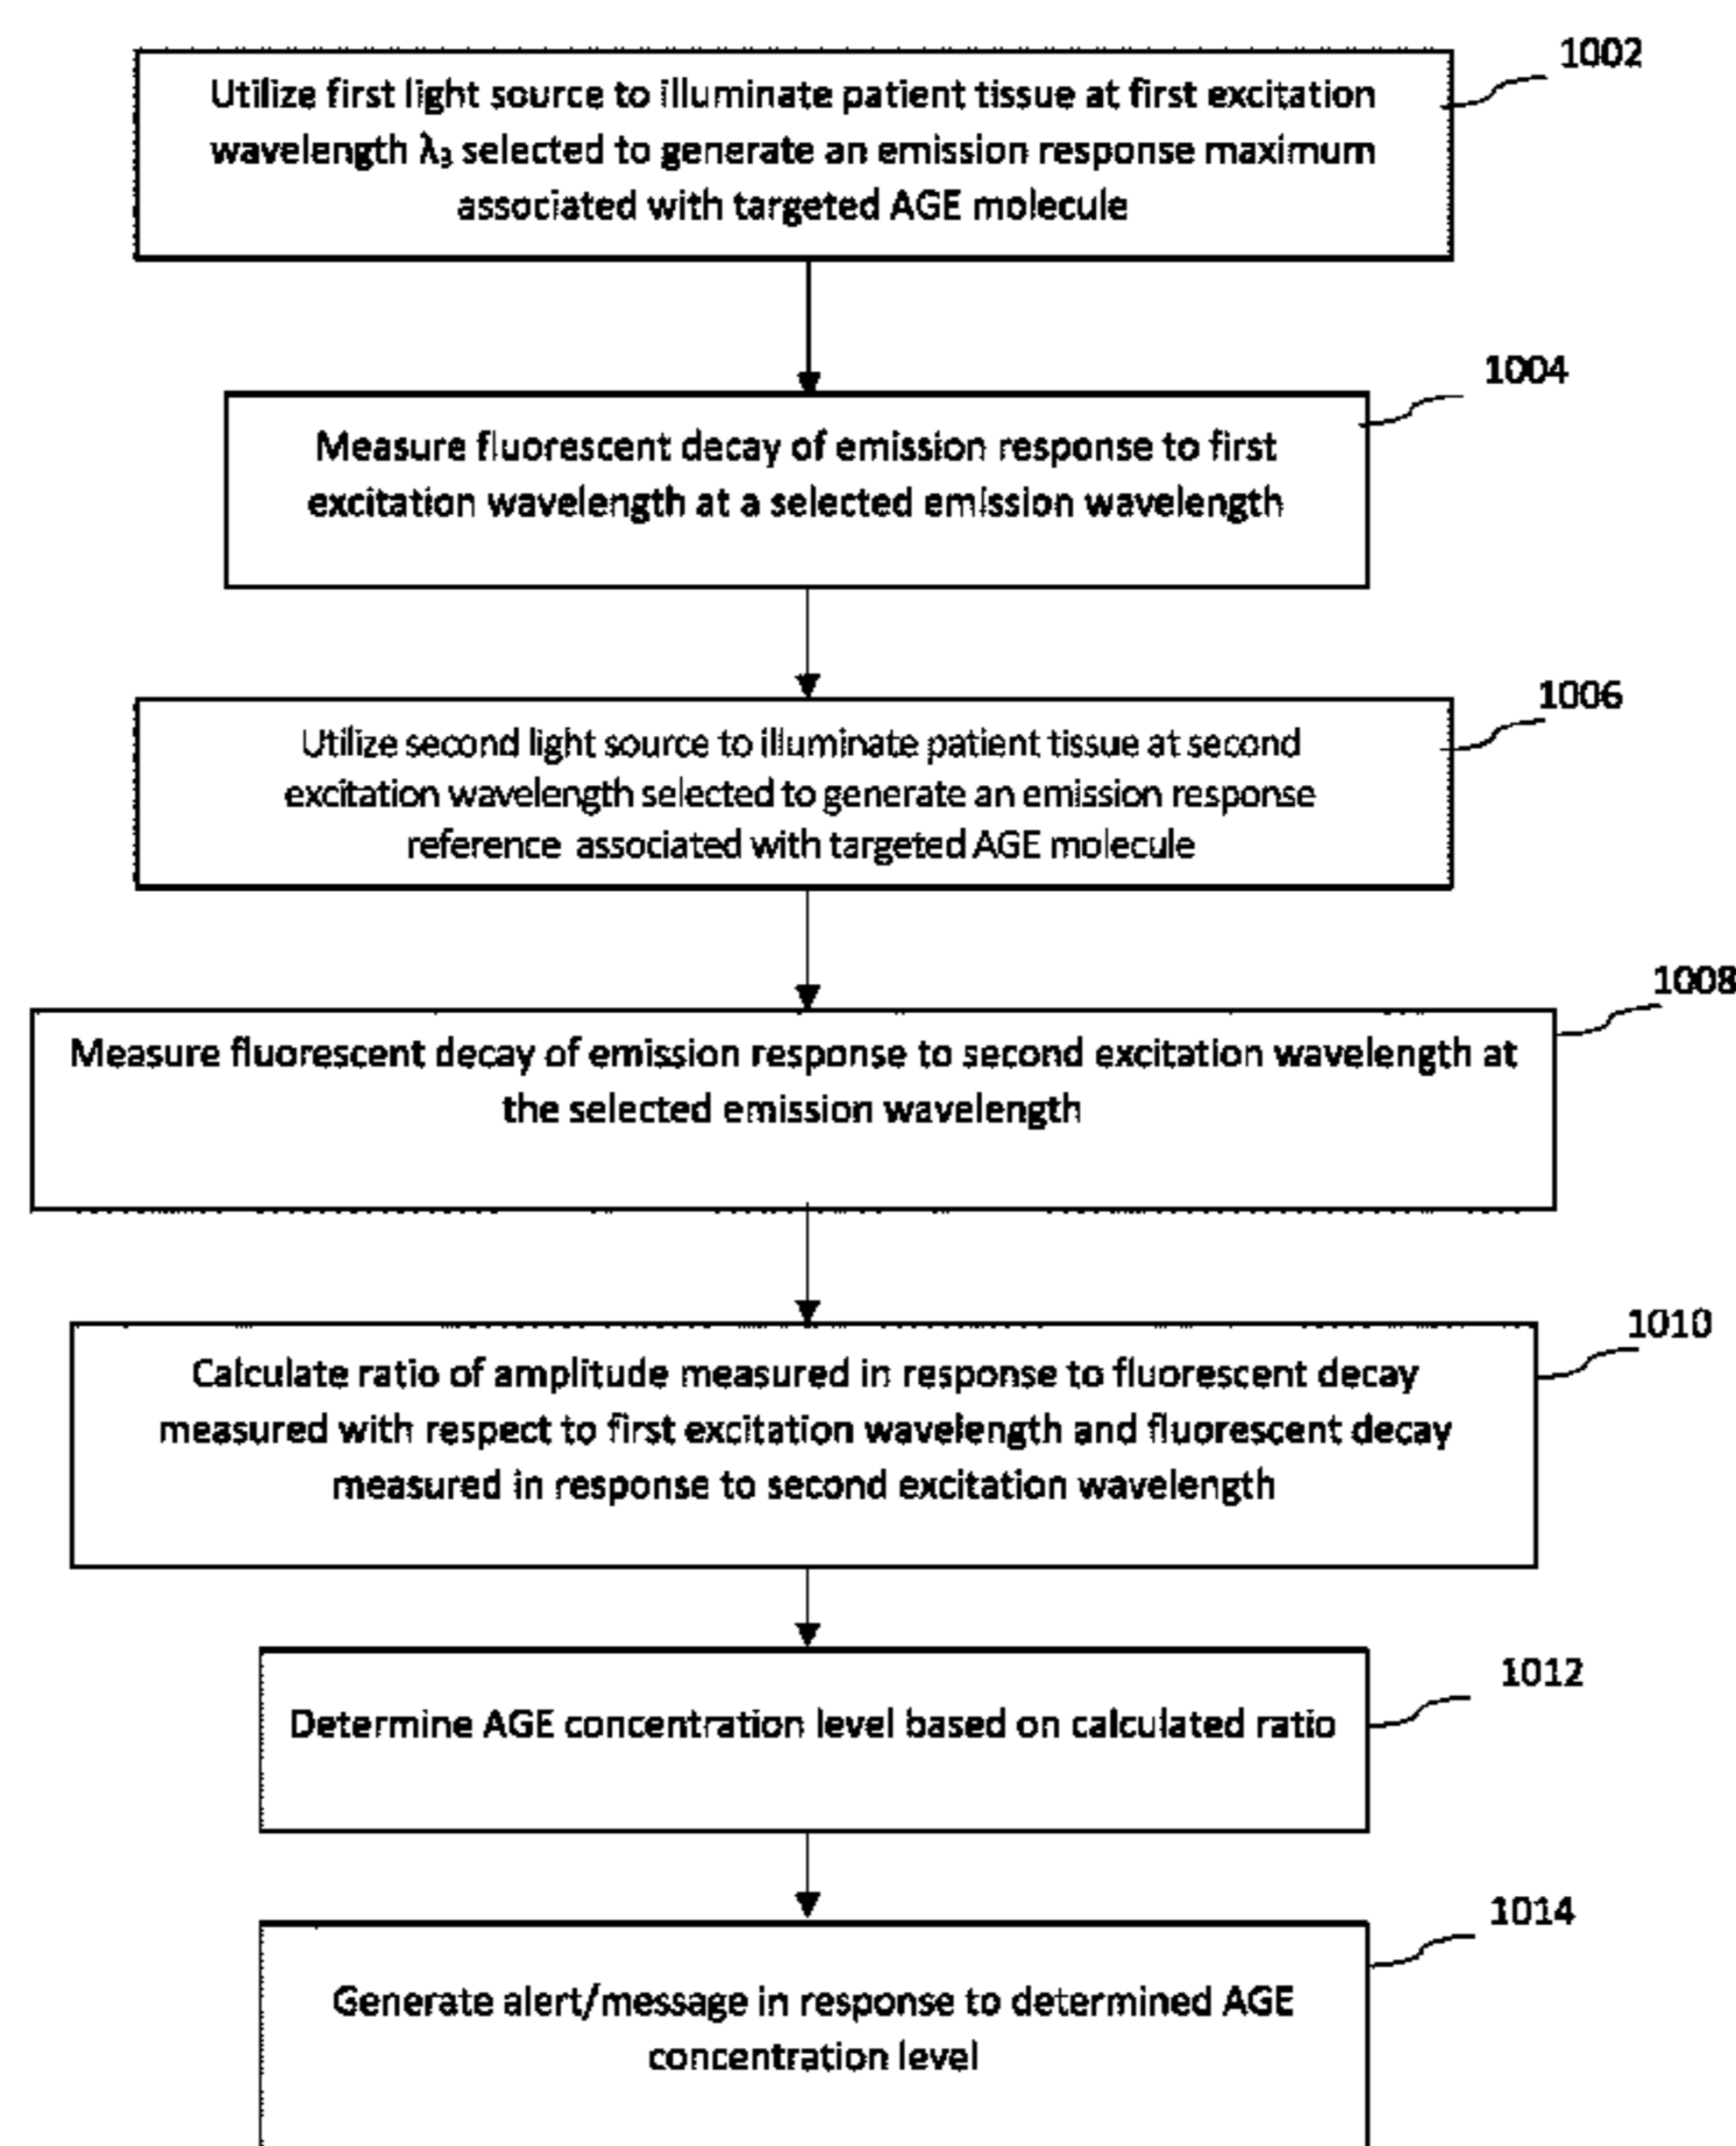 1002
Utilize first light source to illuminate patient tissue at first excitation
wavelength λ₃ selected to generate an emission response maximum
associated with targeted AGE molecule
1004
Measure fluorescent decay of emission response to first
excitation wavelength at a selected emission wavelength
1006
Utilize second light source to illuminate patient tissue at second
excitation wavelength selected to generate an emission response
reference associated with targeted AGE molecule
1008
Measure fluorescent decay of emission response to second excitation wavelength at
the selected emission wavelength
1010
Calculate ratio of amplitude measured in response to fluorescent decay
measured with respect to first excitation wavelength and fluorescent decay
measured in response to second excitation wavelength
1012
Determine AGE concentration level based on calculated ratio
1014
Generate alert/message in response to determined AGE
concentration level